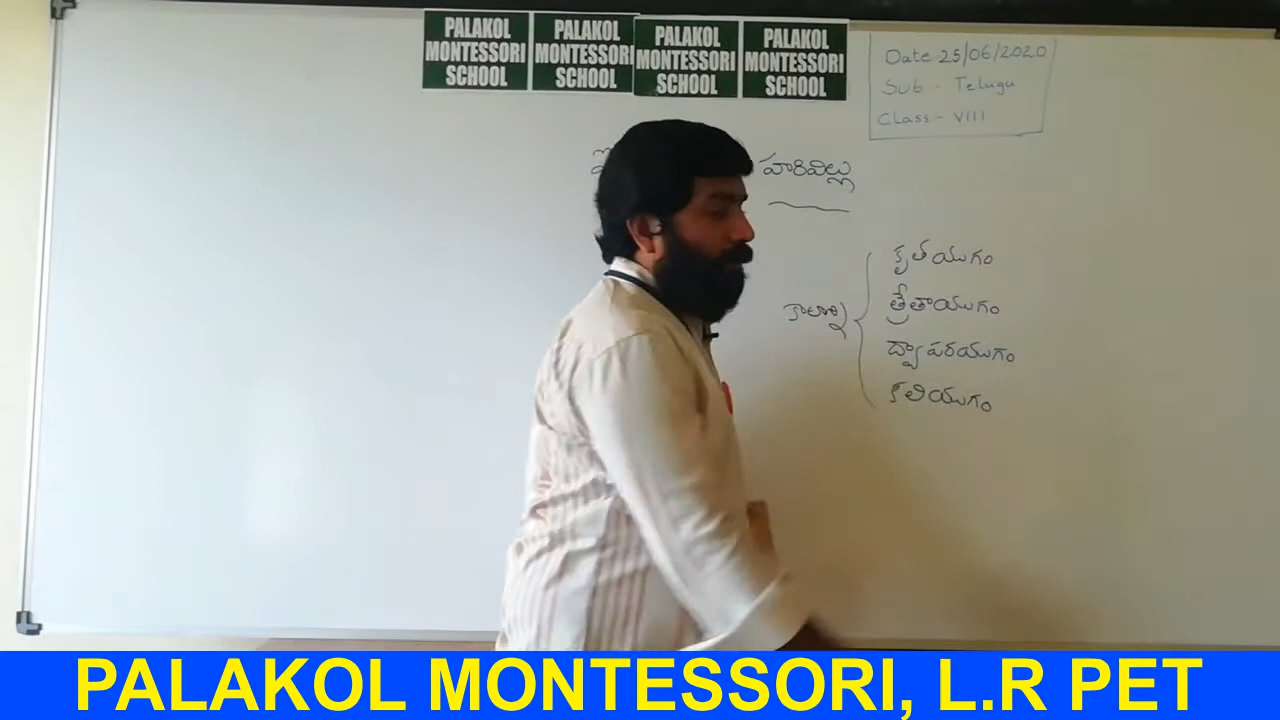 PALAKOL MONTESSORI SCHOOL
PALAKOL MONTESSORI SCHOOL
PALAKOL MONTESSORI SCHOOL
PALAKOL MONTESSORI SCHOOL
Date 25/06/2020
Sub - Telugu
Class - VIII
హరివిల్లు
కృతయుగం
త్రేతాయుగం
ద్వాపరయుగం
కలియుగం
PALAKOL MONTESSORI, L.R PET